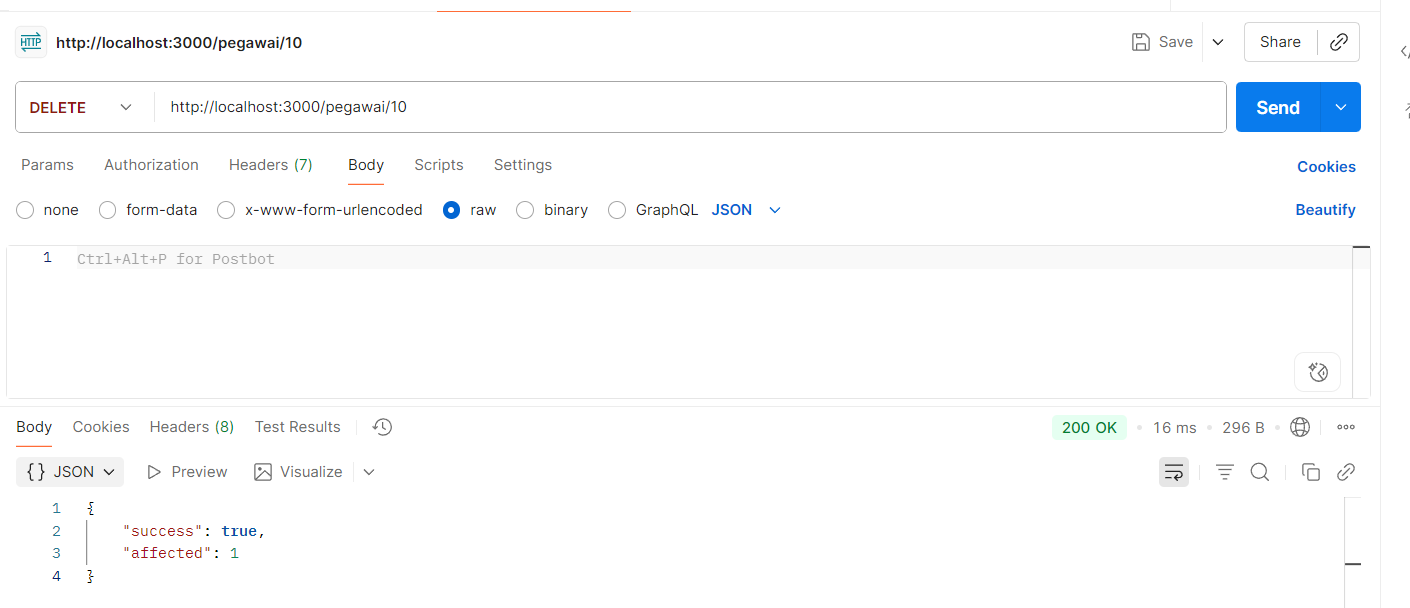 HTTP http://localhost:3000/pegawai/10 Save Share
DELETE http://localhost:3000/pegawai/10 Send
Params Authorization Headers (7) Body Scripts Settings Cookies
none form-data x-www-form-urlencoded raw binary GraphQL JSON Beautify
1 Ctrl+Alt+P for Postbot
Body Cookies Headers (8) Test Results 200 OK • 16 ms • 296 B •
{} JSON Preview Visualize
1 {
2 "success": true,
3 "affected": 1
4 }